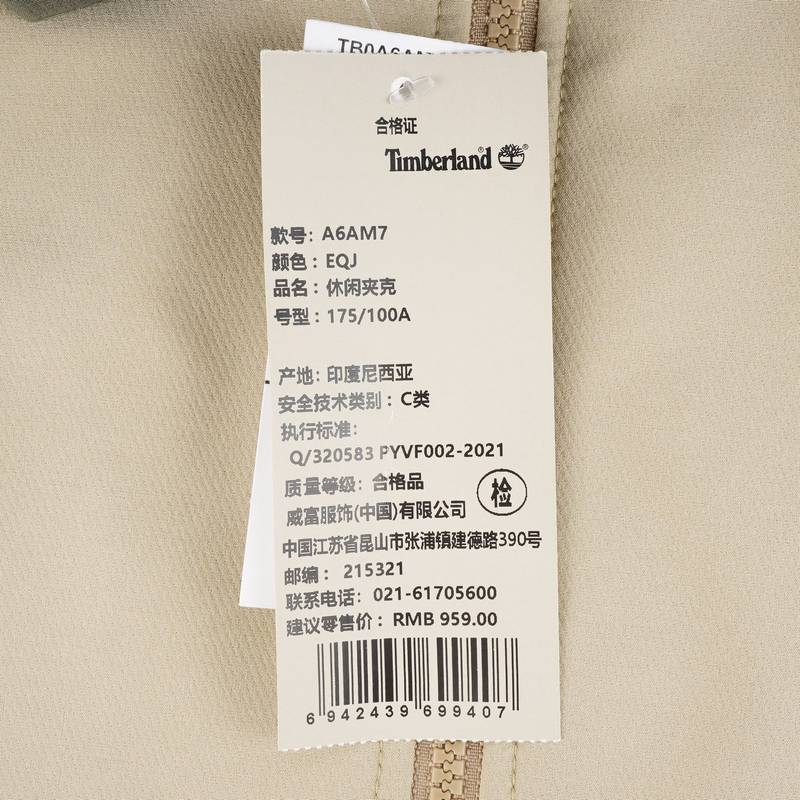 TB0A6AM
合格证
Timberland®
款号: A6AM7
颜色: EQJ
品名: 休闲夹克
号型: 175/100A
产地: 印度尼西亚
安全技术类别: C类
执行标准:
Q/320583 PYVF002-2021
质量等级: 合格品
检
威富服饰(中国)有限公司
中国江苏省昆山市张浦镇建德路390号
邮编: 215321
联系电话: 021-61705600
建议零售价: RMB 959.00
6 942439 699407